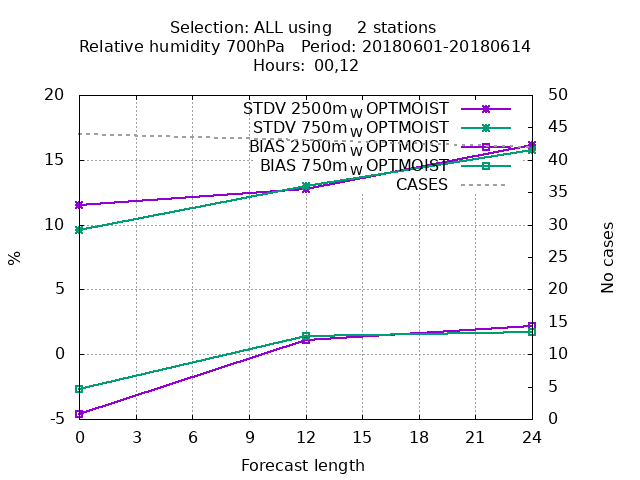 Selection: ALL using 2 stations
Relative humidity 700hPa Period: 20180601-20180614
Hours: 00,12
20 50
STDV 2500m_W OPTMOIST
STDV 750m_W OPTMOIST
45
BIAS 2500m_W OPTMOIST
15 40
BIAS 750m_W OPTMOIST
CASES
35
10 30
25
5 20
15
0 10
5
-5 0
0 3 6 9 12 15 18 21 24
Forecast length
%
No cases